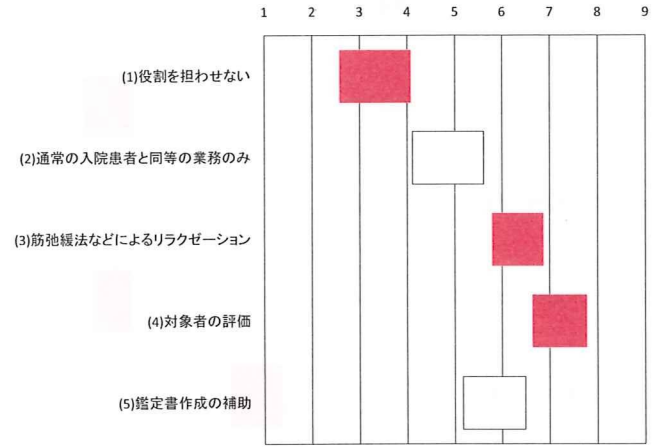 1 2 3 4 5 6 7 8 9
(1)役割を担わせない
(2)通常の入院患者と同等の業務のみ
(3)筋弛緩法などによるリラクゼーション
(4)対象者の評価
(5)鑑定書作成の補助